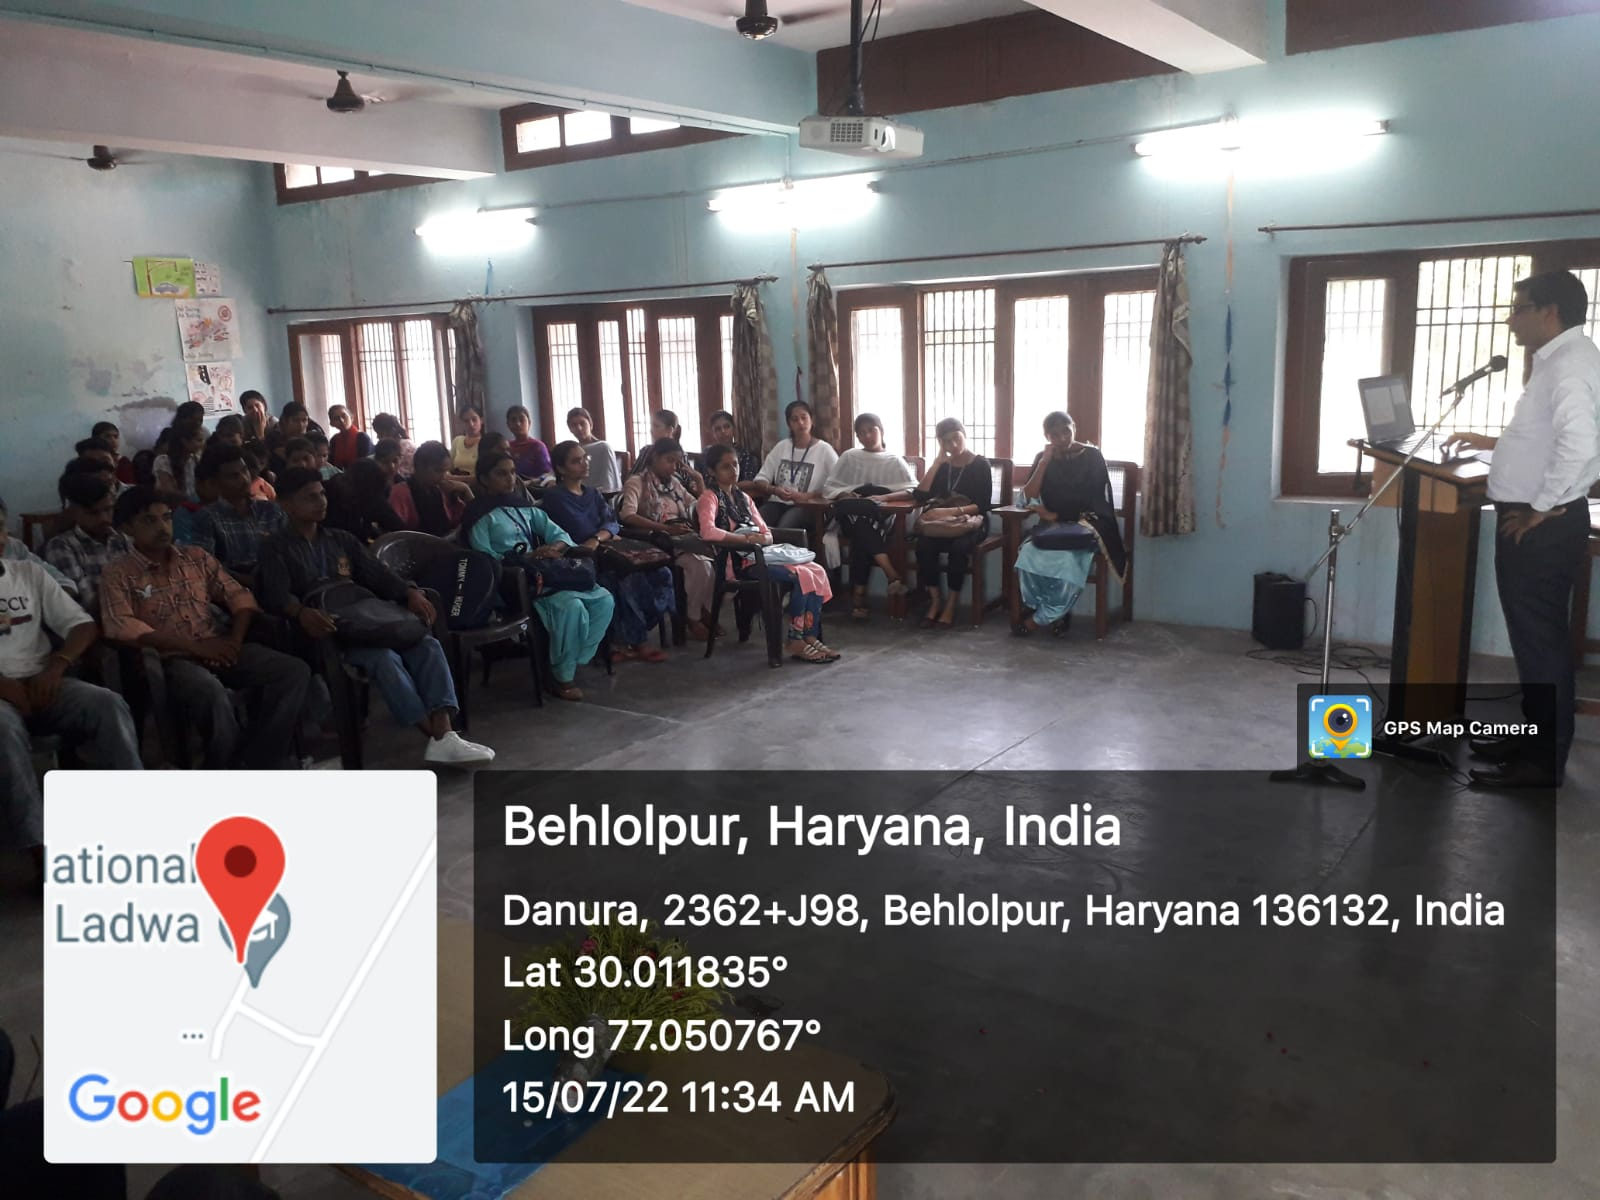 TOMMY HILFIGER
GPS Map Camera
Behlolpur, Haryana, India
Danura, 2362+J98, Behlolpur, Haryana 136132, India
Lat 30.011835°
Long 77.050767°
15/07/22 11:34 AM
ational
Ladwa
...
Google